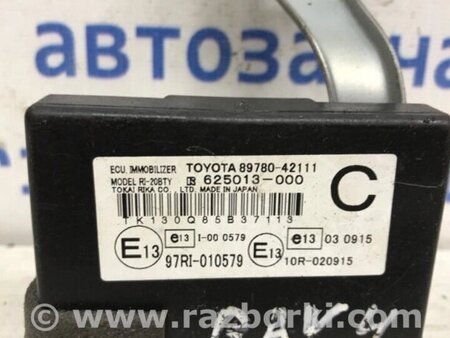 автозапча
ECU, IMMOBILIZER TOYOTA 89780-42111
MODEL RI-20BTY 625013-000
TOKAI RIKA CO., LTD. MADE IN JAPAN
C
TK130Q85B37113
E13 e13 I-00 0579 E13 e13 03 0915
97RI-010579 10R-020915
www.razborki.com